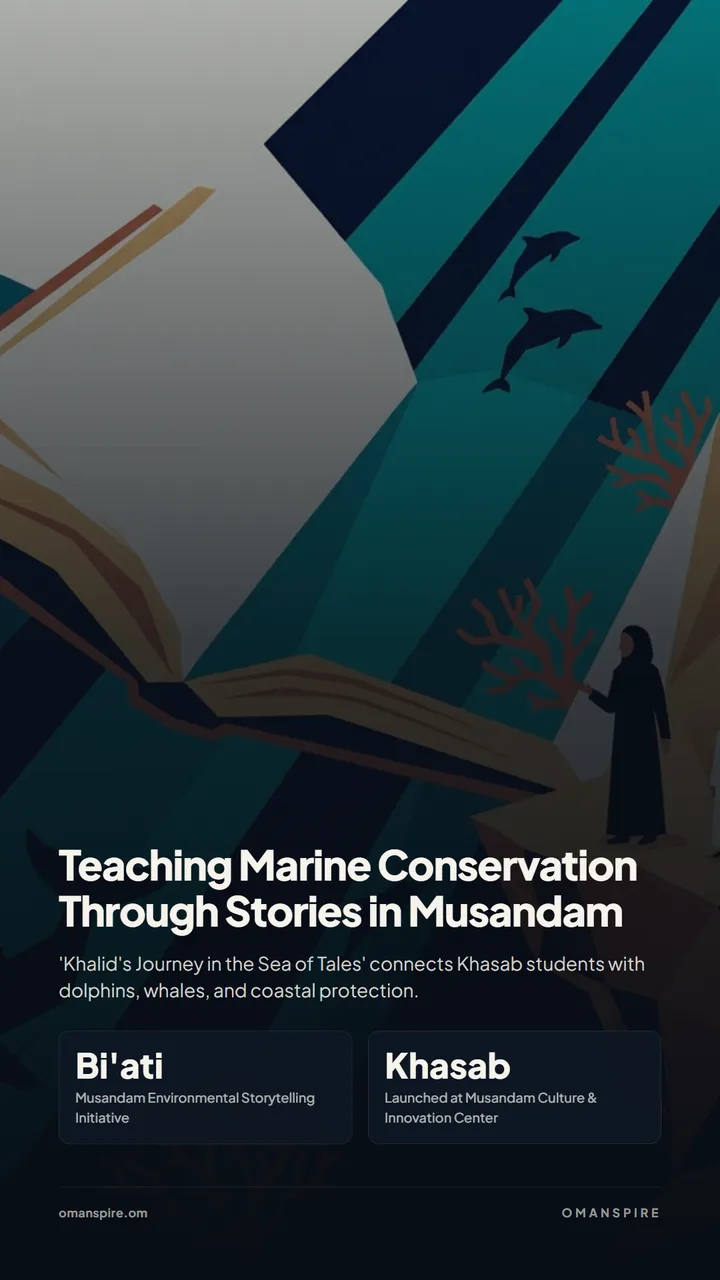 Teaching Marine Conservation
Through Stories in Musandam
'Khalid's Journey in the Sea of Tales' connects Khasab students with
dolphins, whales, and coastal protection.
Bi'ati
Musandam Environmental Storytelling
Initiative
Khasab
Launched at Musandam Culture &
Innovation Center
omanspire.om
OMANSPIRE